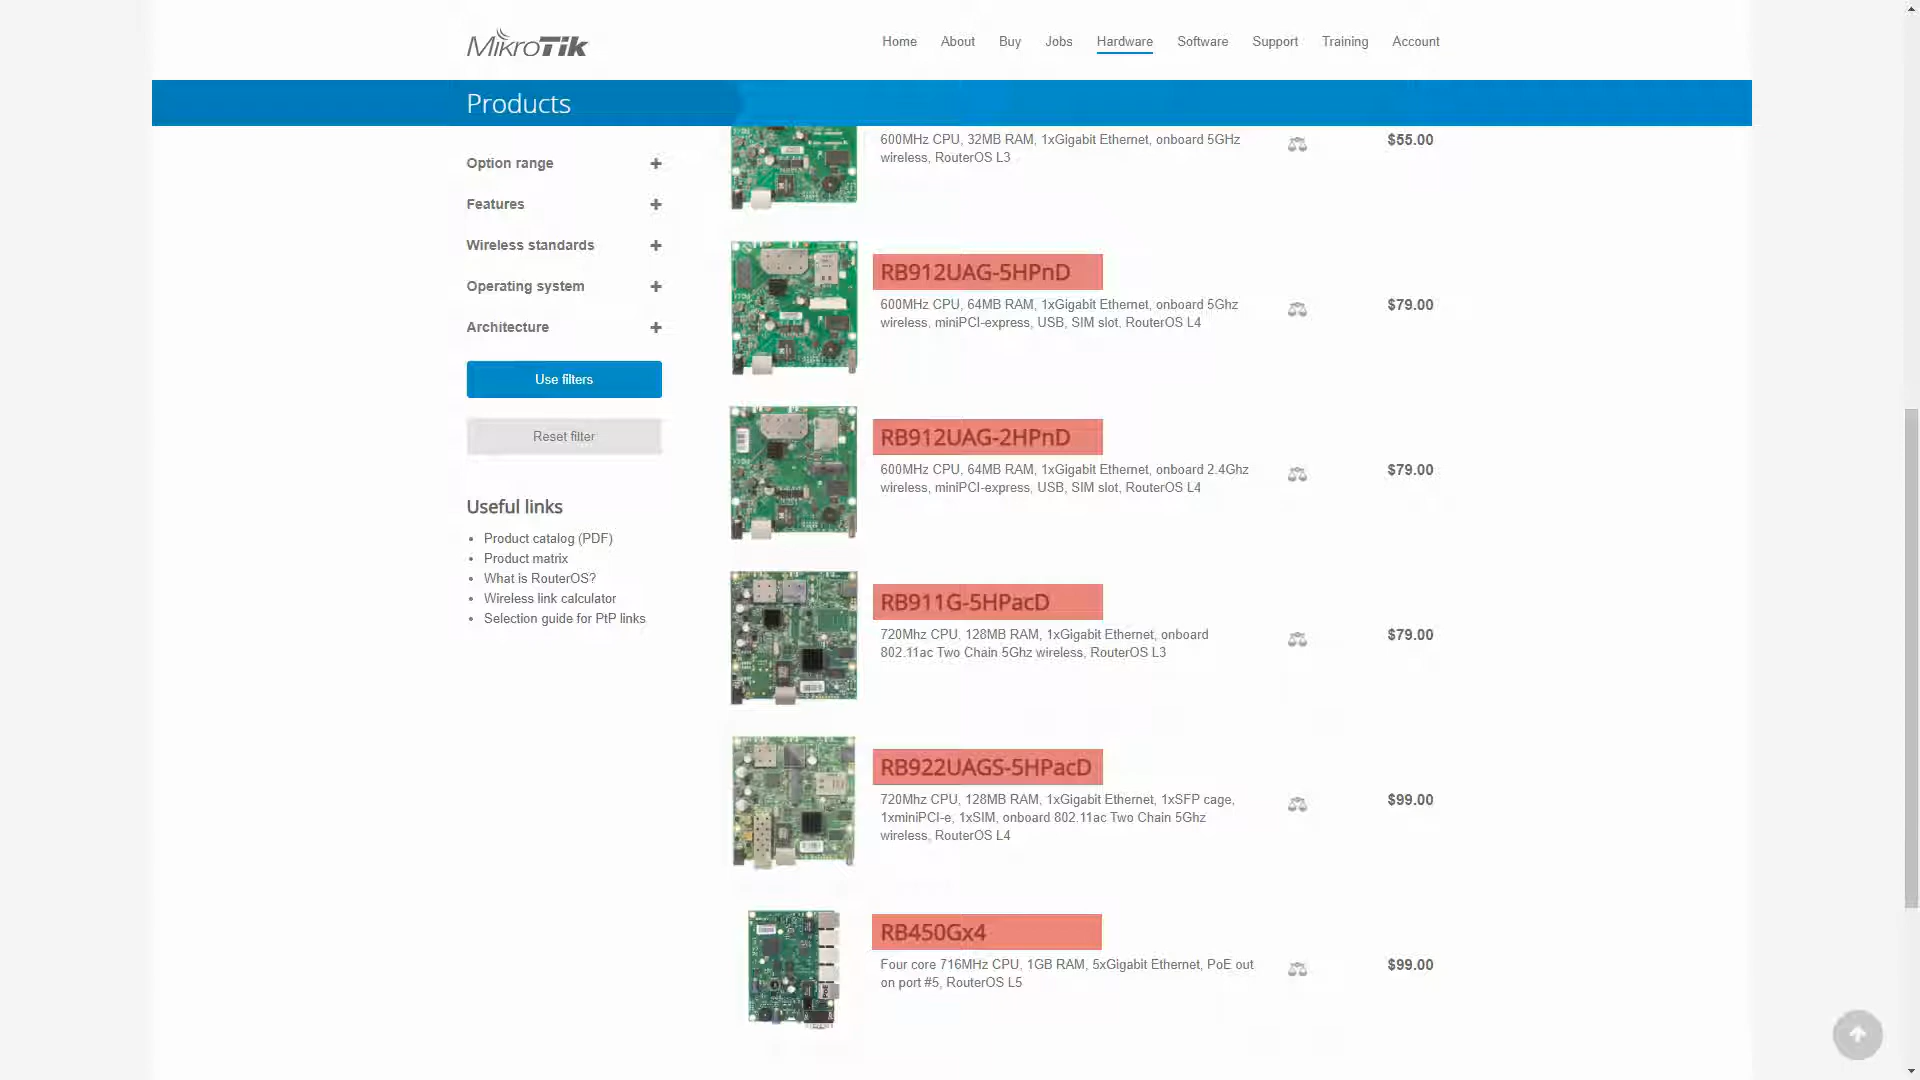 MikroTik
Home About Buy Jobs Hardware Software Support Training Account
Products
Option range
Features
Wireless standards
Operating system
Architecture
Use filters
Reset filter
Useful links
Product catalog (PDF)
Product matrix
What is RouterOS?
Wireless link calculator
Selection guide for PtP links
600MHz CPU, 32MB RAM, 1xGigabit Ethernet, onboard 5GHz
wireless, RouterOS L3
$55.00
RB912UAG-5HPnD
600MHz CPU, 64MB RAM, 1xGigabit Ethernet, onboard 5Ghz
wireless, miniPCI-express, USB, SIM slot, RouterOS L4
$79.00
RB912UAG-2HPnD
600MHz CPU, 64MB RAM, 1xGigabit Ethernet, onboard 2.4Ghz
wireless, miniPCI-express, USB, SIM slot, RouterOS L4
$79.00
RB911G-5HPacD
720Mhz CPU, 128MB RAM, 1xGigabit Ethernet, onboard
802.11ac Two Chain 5Ghz wireless, RouterOS L3
$79.00
RB922UAGS-5HPacD
720Mhz CPU, 128MB RAM, 1xGigabit Ethernet, 1xSFP cage,
1xminiPCI-e, 1xSIM, onboard 802.11ac Two Chain 5Ghz
wireless, RouterOS L4
$99.00
RB450Gx4
Four core 716MHz CPU, 1GB RAM, 5xGigabit Ethernet, PoE out
on port #5, RouterOS L5
$99.00